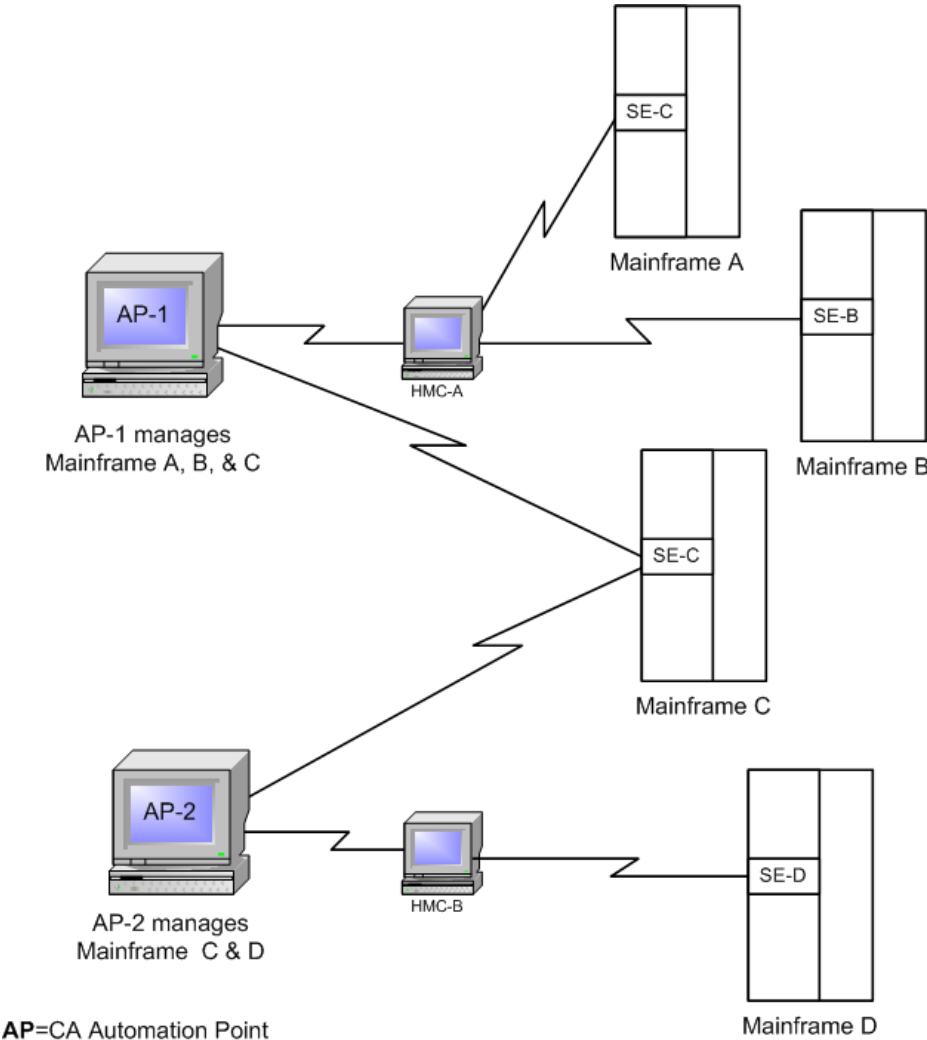 SE-C
Mainframe A
SE-B
Mainframe B
AP-1
HMC-A
AP-1 manages
Mainframe A, B, & C
SE-C
Mainframe C
AP-2
HMC-B
AP-2 manages
Mainframe C & D
SE-D
Mainframe D
AP=CA Automation Point